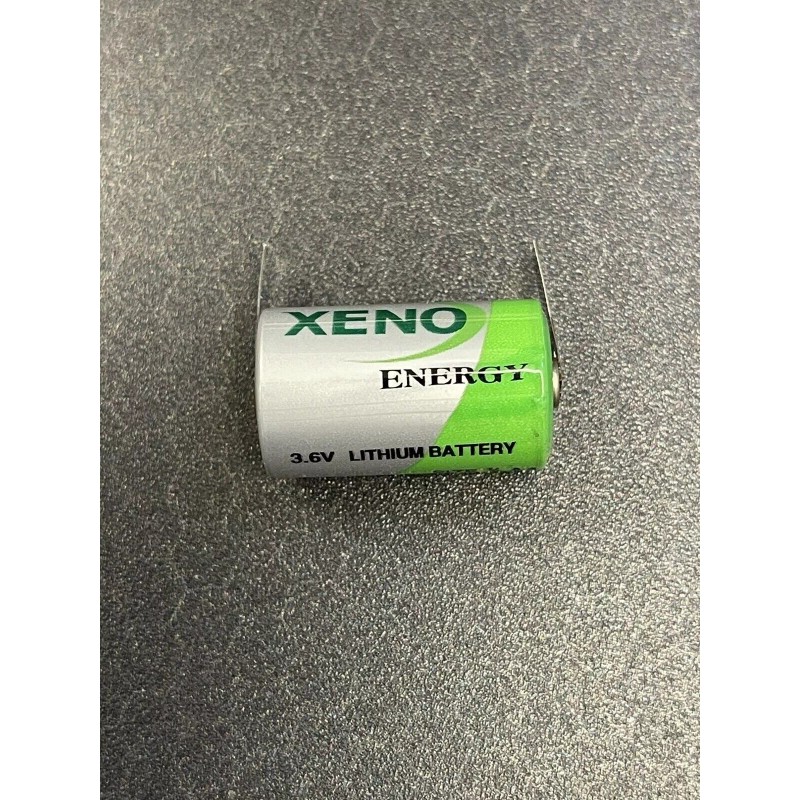 XENO
ENERGY
3.6V LITHIUM BATTERY